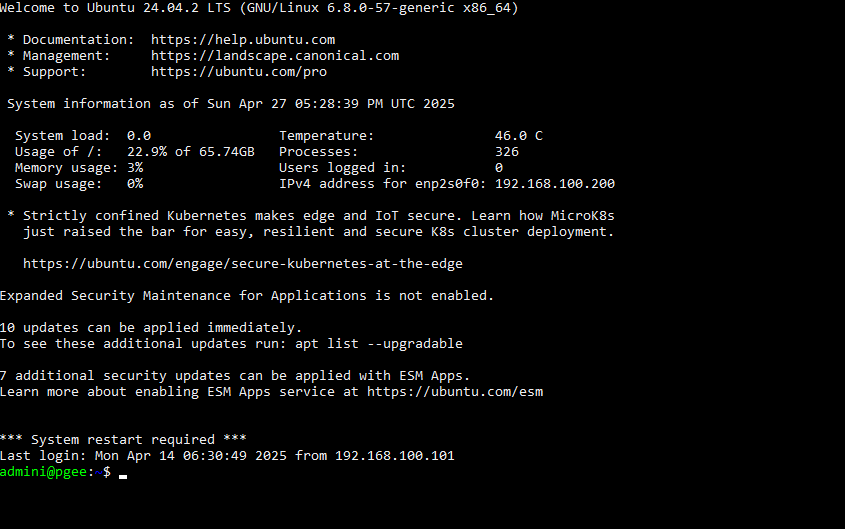 Welcome to Ubuntu 24.04.2 LTS (GNU/Linux 6.8.0-57-generic x86_64)
* Documentation:  https://help.ubuntu.com
* Management:     https://landscape.canonical.com
* Support:        https://ubuntu.com/pro
System information as of Sun Apr 27 05:28:39 PM UTC 2025
System load:  0.0                Temperature:               46.0 C
Usage of /:   22.9% of 65.74GB   Processes:                 326
Memory usage: 3%                 Users logged in:           0
Swap usage:   0%                 IPv4 address for enp2s0f0: 192.168.100.200
* Strictly confined Kubernetes makes edge and IoT secure. Learn how MicroK8s
just raised the bar for easy, resilient and secure K8s cluster deployment.
https://ubuntu.com/engage/secure-kubernetes-at-the-edge
Expanded Security Maintenance for Applications is not enabled.
10 updates can be applied immediately.
To see these additional updates run: apt list --upgradable
7 additional security updates can be applied with ESM Apps.
Learn more about enabling ESM Apps service at https://ubuntu.com/esm
*** System restart required ***
Last login: Mon Apr 14 06:30:49 2025 from 192.168.100.101
admini@pgee:~$